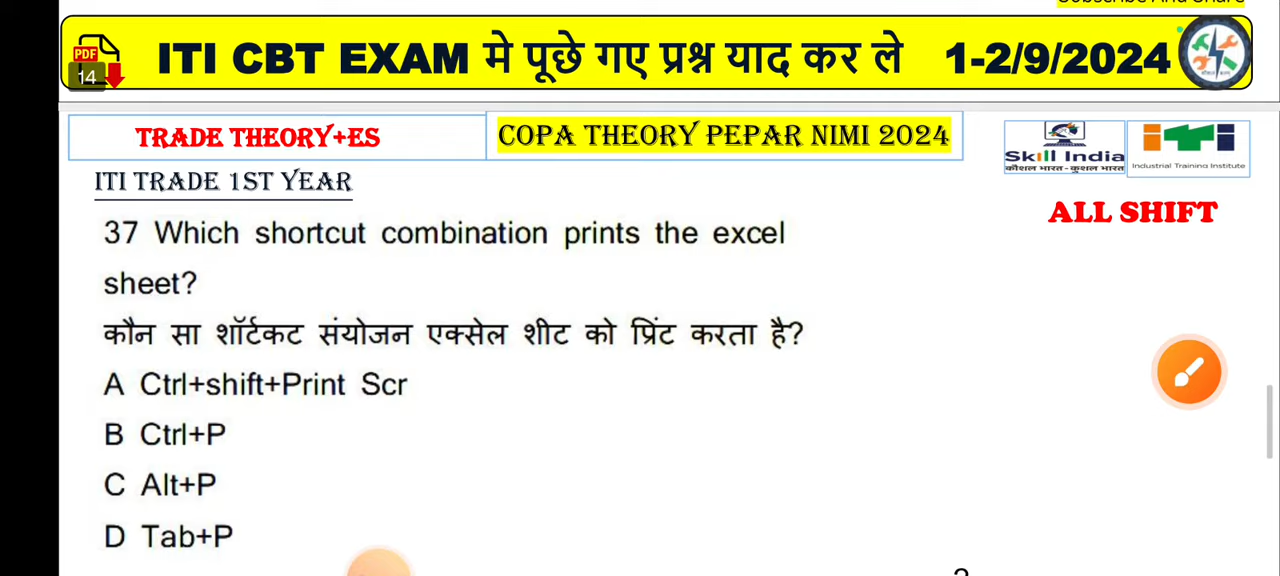 PDF
14
ITI CBT EXAM मे पूछे गए प्रश्न याद कर ले 1-2/9/2024
TRADE THEORY+ES
COPA THEORY PEPAR NIMI 2024
Skill India
कौशल भारत - कुशल भारत
iTi
Industrial Training Institute
ITI TRADE 1ST YEAR
ALL SHIFT
37 Which shortcut combination prints the excel
sheet?
कौन सा शॉर्टकट संयोजन एक्सेल शीट को प्रिंट करता है?
A Ctrl+shift+Print Scr
B Ctrl+P
C Alt+P
D Tab+P